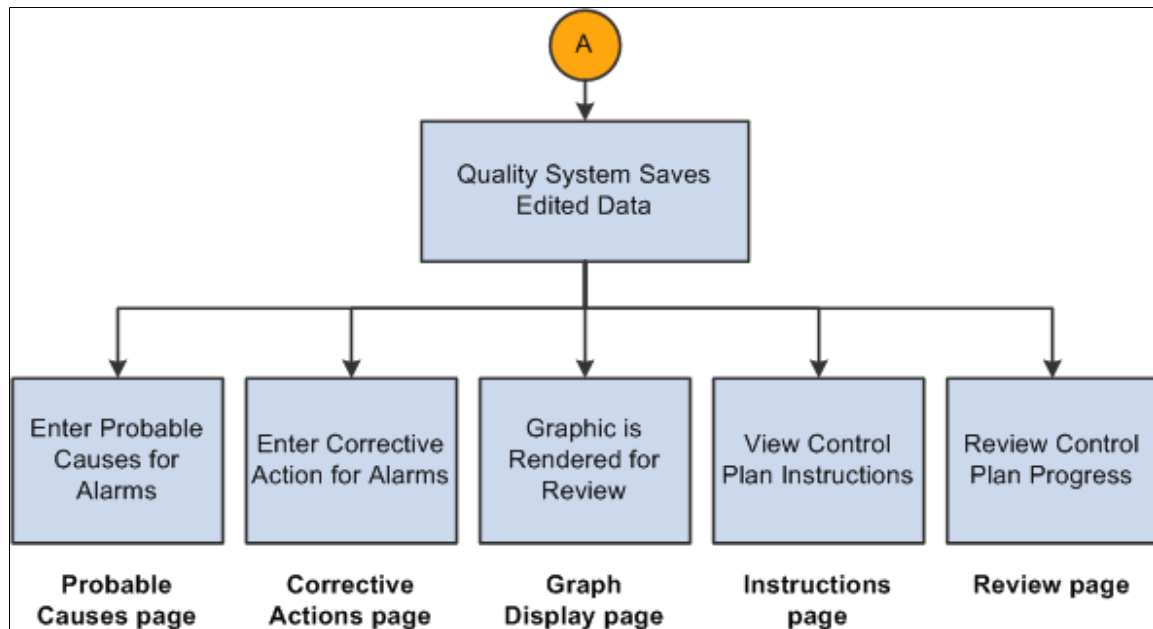 A
Quality System Saves
Edited Data
Enter Probable
Causes for
Alarms
Enter Corrective
Action for Alarms
Graphic is
Rendered for
Review
View Control
Plan Instructions
Review Control
Plan Progress
Probable
Causes page
Corrective
Actions page
Graph
Display page
Instructions
page
Review page